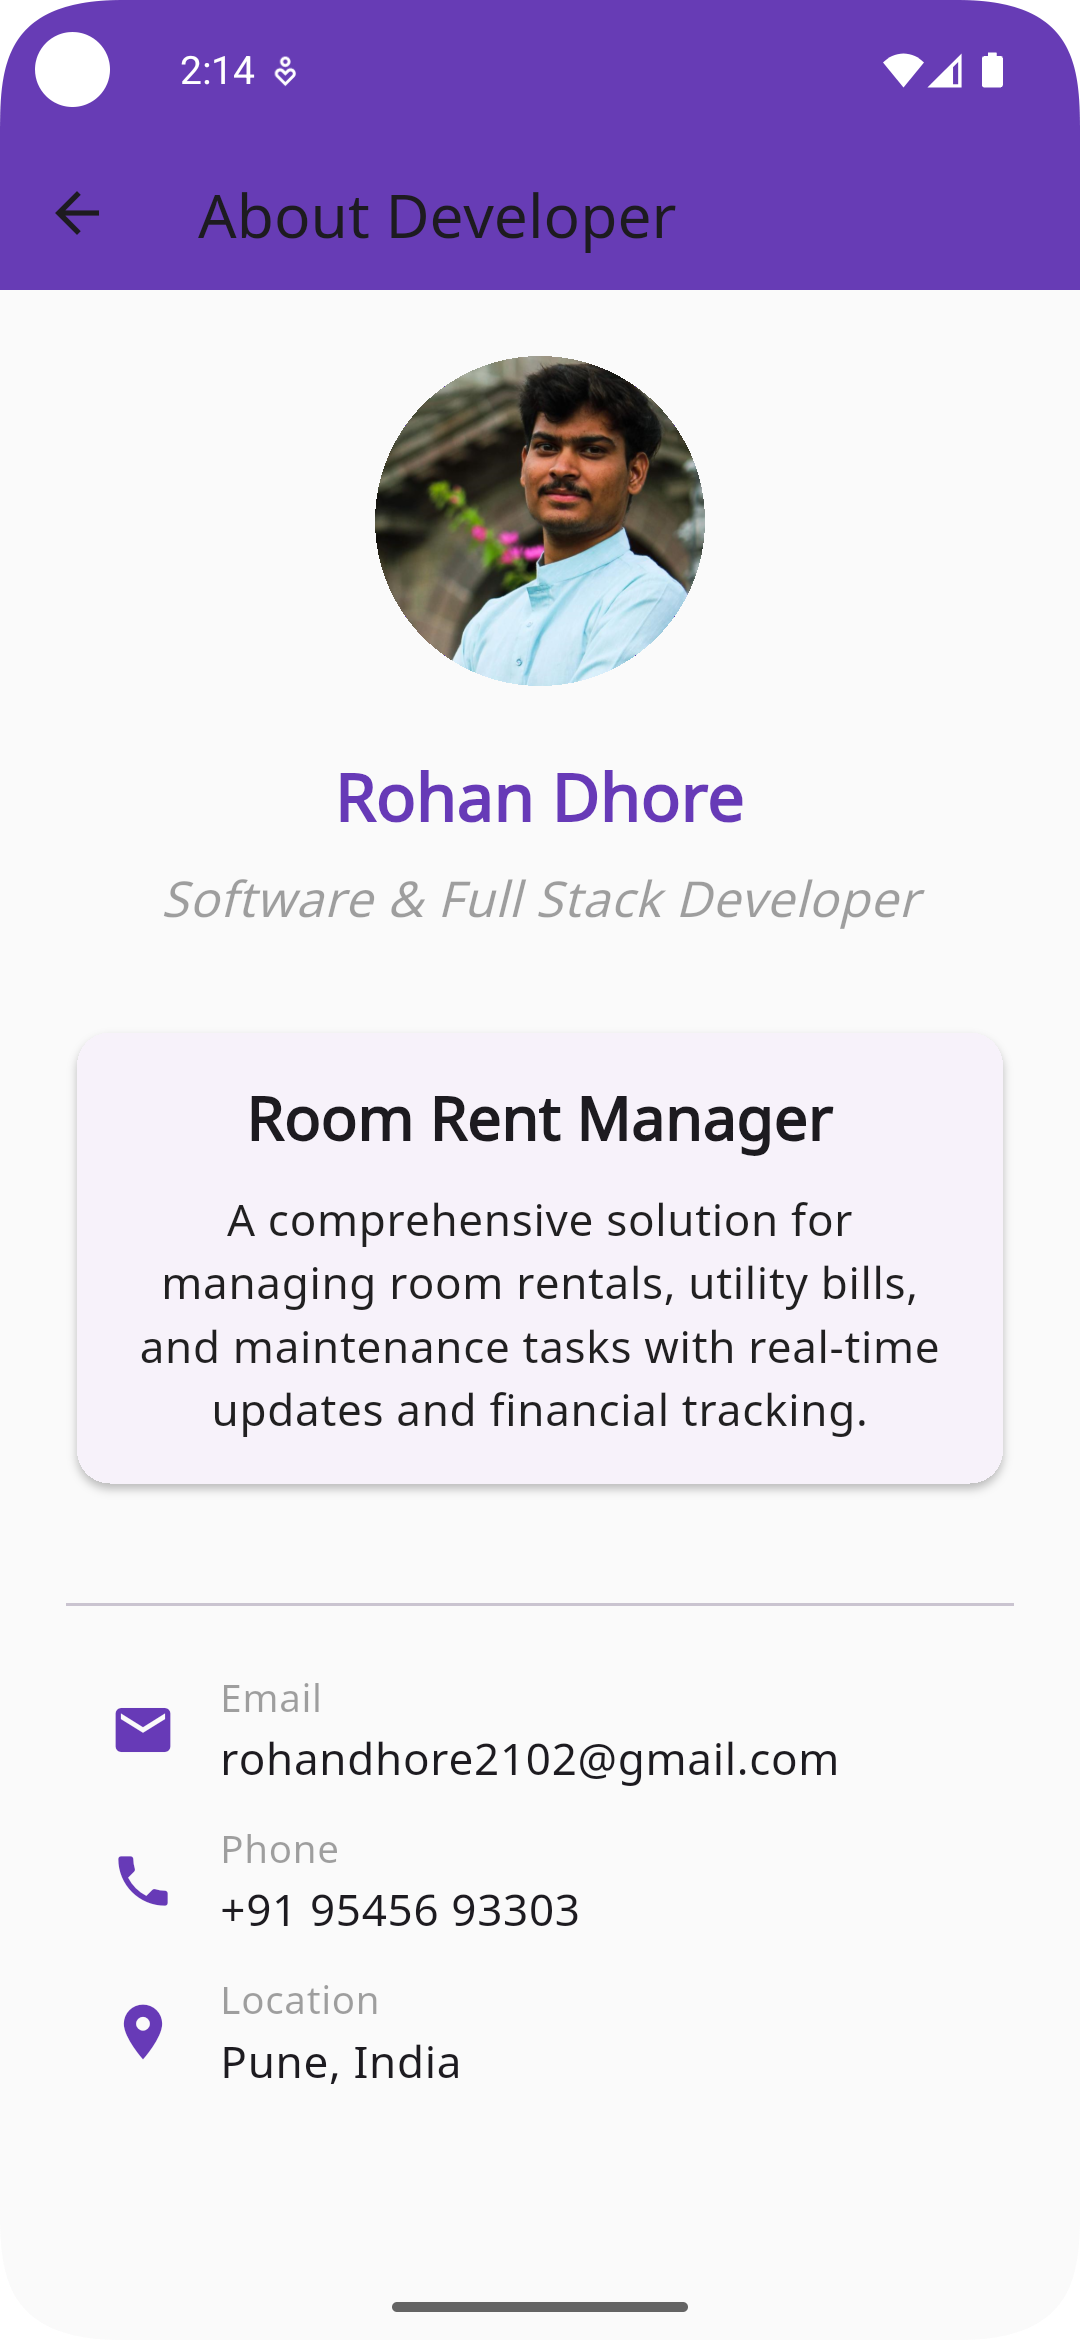 2:14
About Developer
Rohan Dhore
Software & Full Stack Developer
Room Rent Manager
A comprehensive solution for
managing room rentals, utility bills,
and maintenance tasks with real-time
updates and financial tracking.
Email
rohandhore2102@gmail.com
Phone
+91 95456 93303
Location
Pune, India